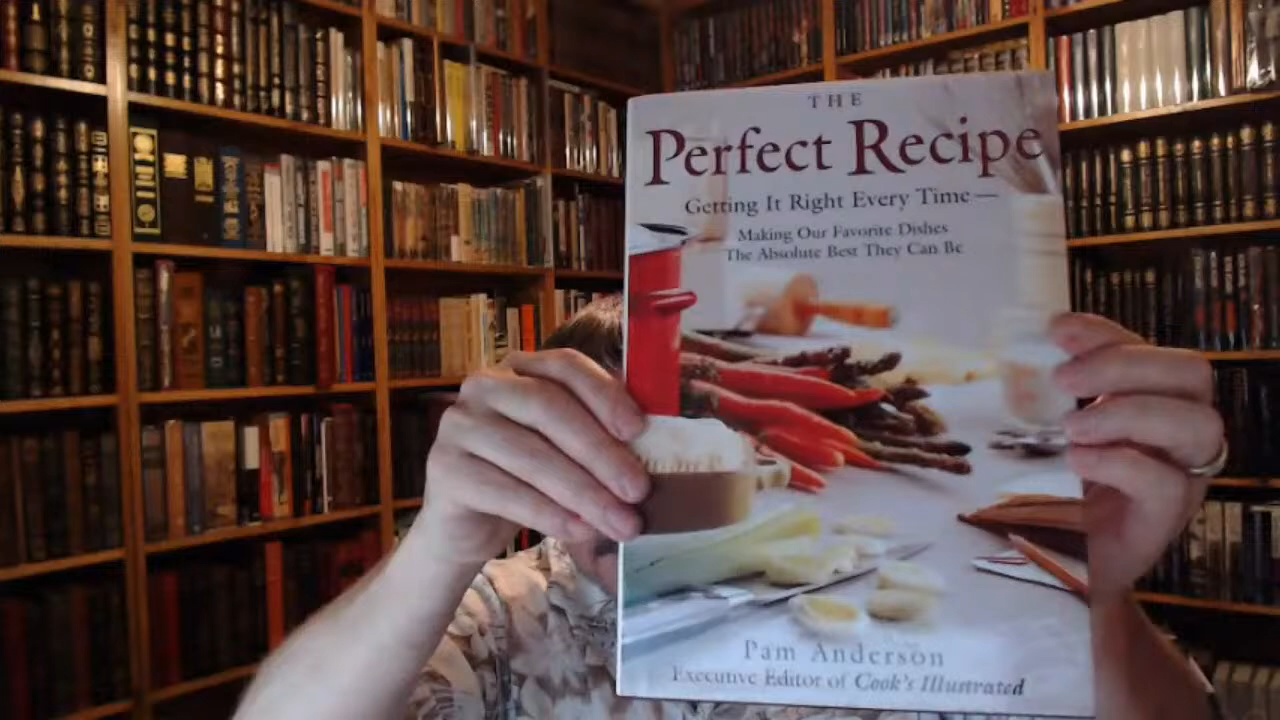 THE
Perfect Recipe
Getting It Right Every Time—
Making Our Favorite Dishes
The Absolute Best They Can Be
Pam Anderson
Executive Editor of Cook's Illustrated